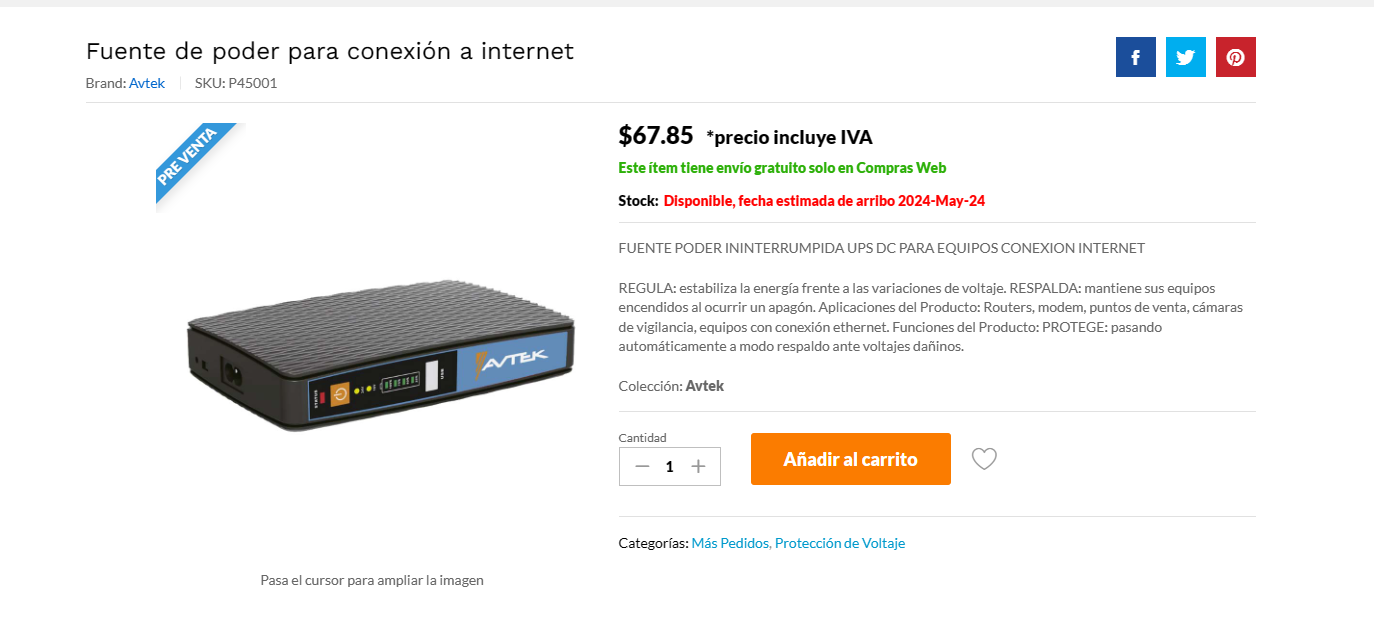 Fuente de poder para conexión a internet
Brand: Avtek
SKU: P45001
PRE VENTA
$67.85 *precio incluye IVA
Este ítem tiene envío gratuito solo en Compras Web
Stock: Disponible, fecha estimada de arribo 2024-May-24
FUENTE PODER ININTERRUMPIDA UPS DC PARA EQUIPOS CONEXION INTERNET
REGULA: estabiliza la energía frente a las variaciones de voltaje. RESPALDA: mantiene sus equipos
encendidos al ocurrir un apagón. Aplicaciones del Producto: Routers, modem, puntos de venta, cámaras
de vigilancia, equipos con conexión ethernet. Funciones del Producto: PROTEGE: pasando
automáticamente a modo respaldo ante voltajes dañinos.
AVTEK
Colección: Avtek
Cantidad
1
Añadir al carrito
Categorías: Más Pedidos, Protección de Voltaje
Pasa el cursor para ampliar la imagen